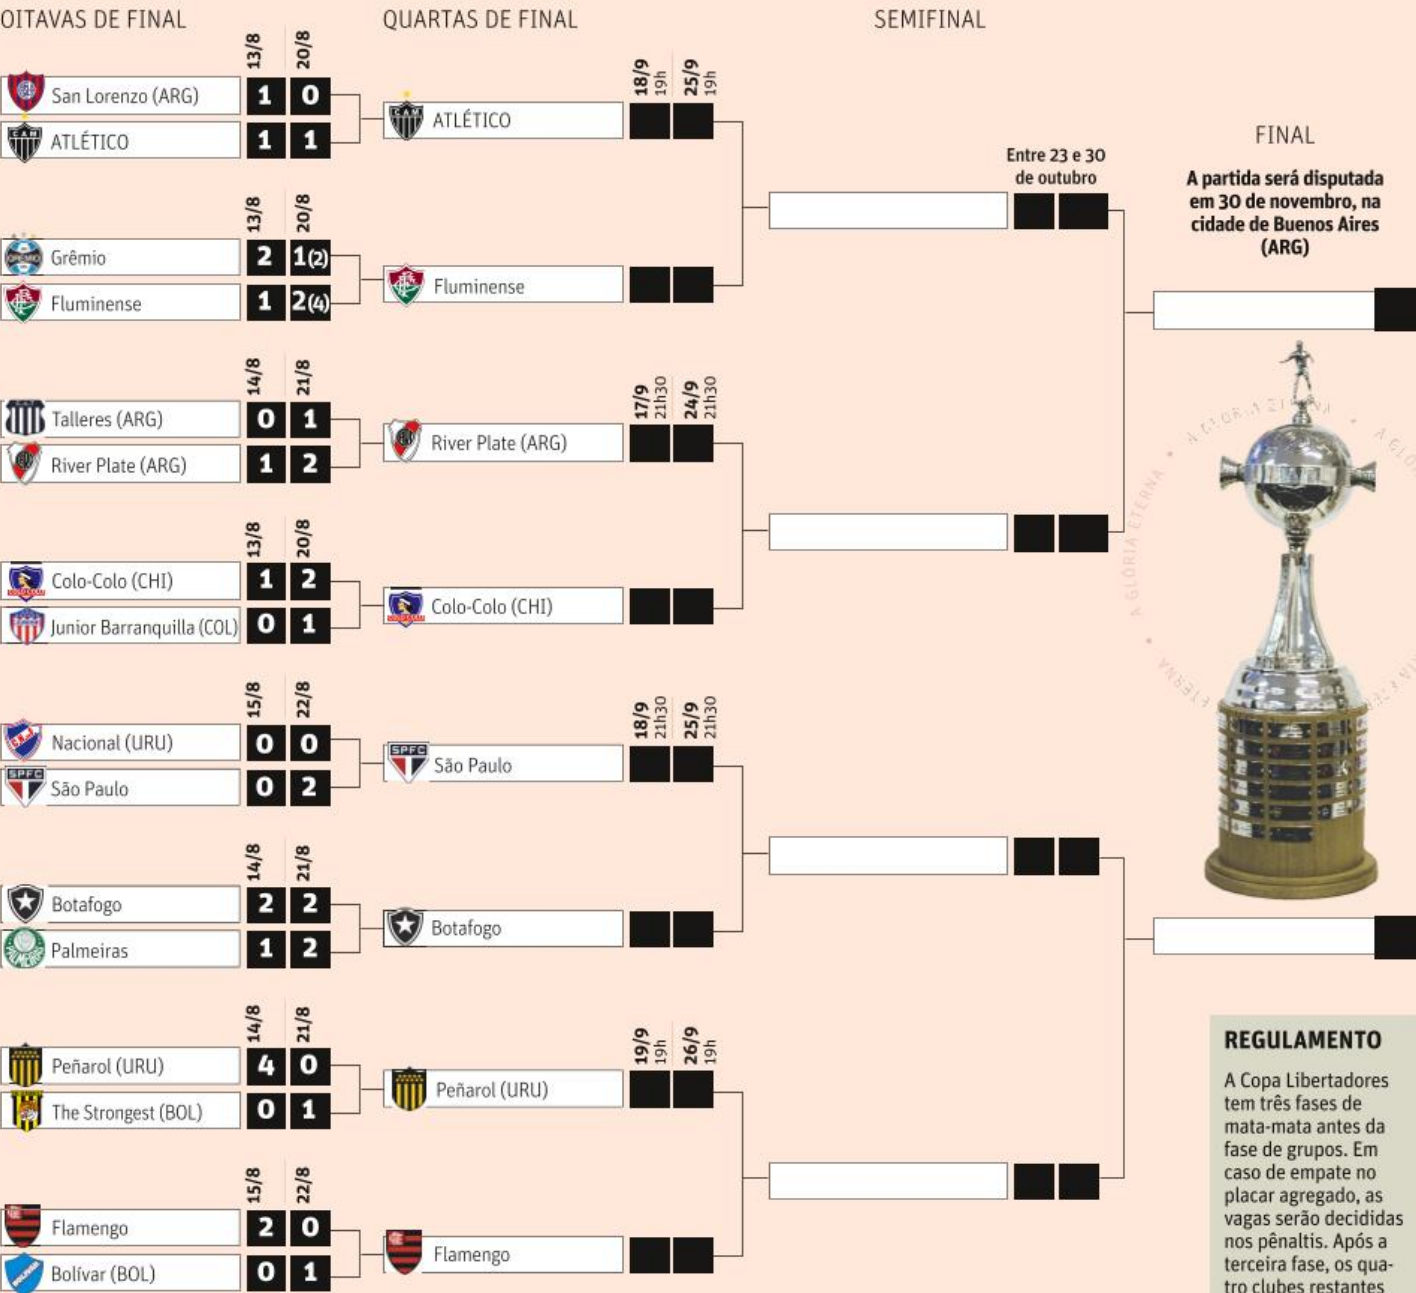 OITAVAS DE FINAL
QUARTAS DE FINAL
SEMIFINAL
13/8 20/8
San Lorenzo (ARG) 1 0
ATLÉTICO 1 1
13/8 20/8
Grêmio 2 1(2)
Fluminense 1 2(4)
14/8 21/8
Talleres (ARG) 0 1
River Plate (ARG) 1 2
13/8 20/8
Colo-Colo (CHI) 1 2
Junior Barranquilla (COL) 0 1
15/8 22/8
Nacional (URU) 0 0
São Paulo 0 2
14/8 21/8
Botafogo 2 2
Palmeiras 1 2
14/8 21/8
Peñarol (URU) 4 0
The Strongest (BOL) 0 1
15/8 22/8
Flamengo 2 0
Bolívar (BOL) 0 1
18/9 19h 25/9 19h
ATLÉTICO
Fluminense
17/9 21h30 24/9 21h30
River Plate (ARG)
Colo-Colo (CHI)
18/9 21h30 25/9 21h30
São Paulo
Botafogo
19/9 19h 26/9 19h
Peñarol (URU)
Flamengo
Entre 23 e 30
de outubro
FINAL
A partida será disputada
em 30 de novembro, na
cidade de Buenos Aires
(ARG)
A GLÓRIA ETERNA
REGULAMENTO
A Copa Libertadores
tem três fases de
mata-mata antes da
fase de grupos. Em
caso de empate no
placar agregado, as
vagas serão decididas
nos pênaltis. Após a
terceira fase, os qua-
tro clubes restantes